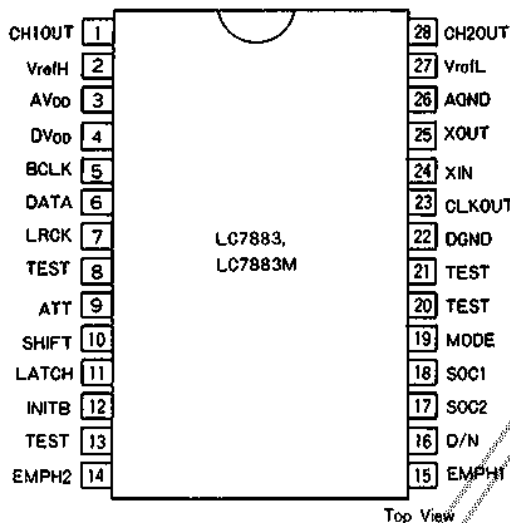 CH1OUT 1 28 CH2OUT
VrefH 2 27 VrefL
AVDD 3 26 AGND
DVDD 4 25 XOUT
BCLK 5 24 XIN
DATA 6 23 CLKOUT
LRCK 7 22 DGND
TEST 8 21 TEST
ATT 9 20 TEST
SHIFT 10 19 MODE
LATCH 11 18 SOC1
INITB 12 17 SOC2
TEST 13 16 D/N
EMPH2 14 15 EMPH1
LC7883,
LC7883M
Top View